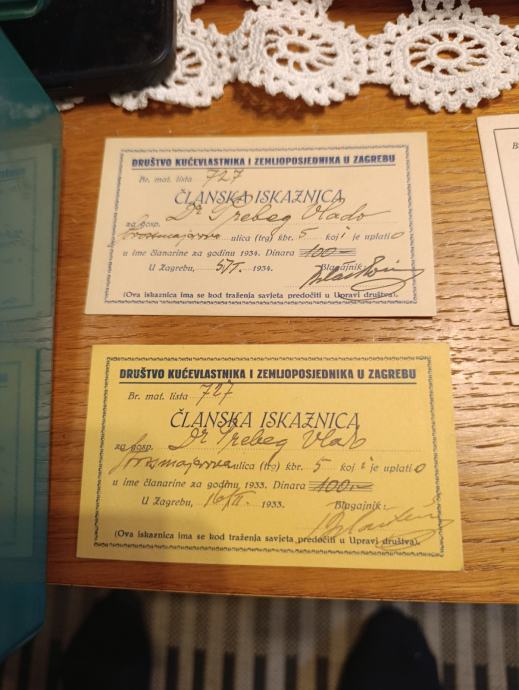 DRUŠTVO KUĆEVLASTNIKA I ZEMLJOPOSJEDNIKA U ZAGREBU
Br. mat. lista 727
ČLANSKA ISKAZNICA
za gosp. Dr Trebeg Vlado
ulica (trg) kbr. 5 koji je uplatio
u ime članarine za godinu 1934. Dinara 100.-
U Zagrebu, 1934. Blagajnik:
(Ova iskaznica ima se kod traženja savjeta predočiti u Upravi društva).
DRUŠTVO KUĆEVLASTNIKA I ZEMLJOPOSJEDNIKA U ZAGREBU
Br. mat. lista 727
ČLANSKA ISKAZNICA
za gosp. Dr Trebeg Vlado
ulica (trg) kbr. 5 koji je uplatio
u ime članarine za godinu, 1933. Dinara 100.-
U Zagrebu, 16/II. 1933. Blagajnik:
(Ova iskaznica ima se kod traženja savjeta predočiti u Upravi društva).